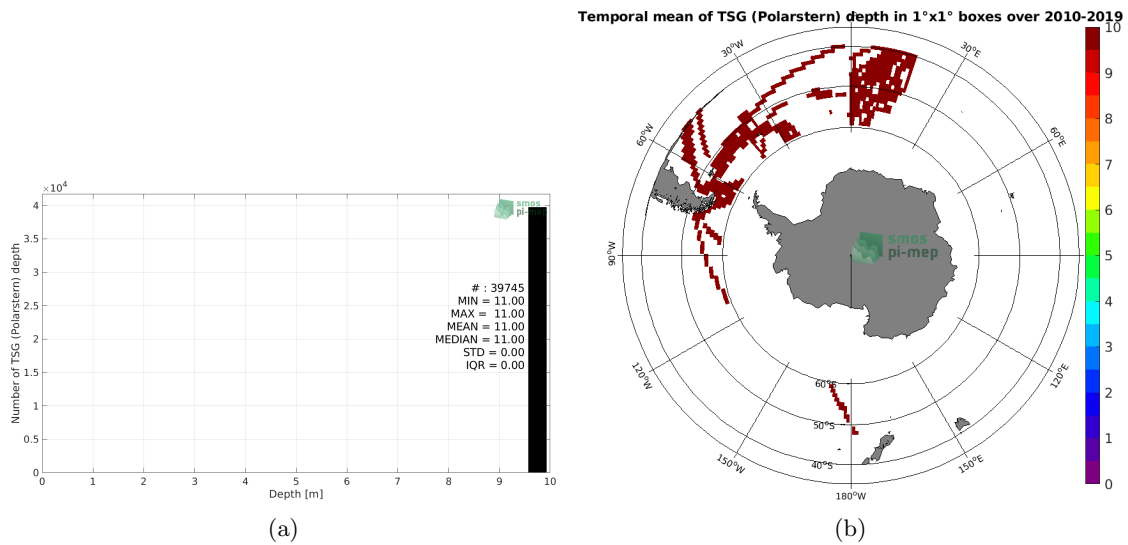 ×10⁴
4
3.5
3
2.5
2
1.5
1
0.5
0
Number of TSG (Polarstern) depth
smos
pi-mep
# : 39745
MIN = 11.00
MAX = 11.00
MEAN = 11.00
MEDIAN = 11.00
STD = 0.00
IQR = 0.00
0 1 2 3 4 5 6 7 8 9 10
Depth [m]
(a)
Temporal mean of TSG (Polarstern) depth in 1°x1° boxes over 2010-2019
30°W
30°E
60°W
60°E
90°W
smos
pi-mep
120°W
120°E
60°S
50°S
40°S
150°W
150°E
180°W
10
9
8
7
6
5
4
3
2
1
0
(b)